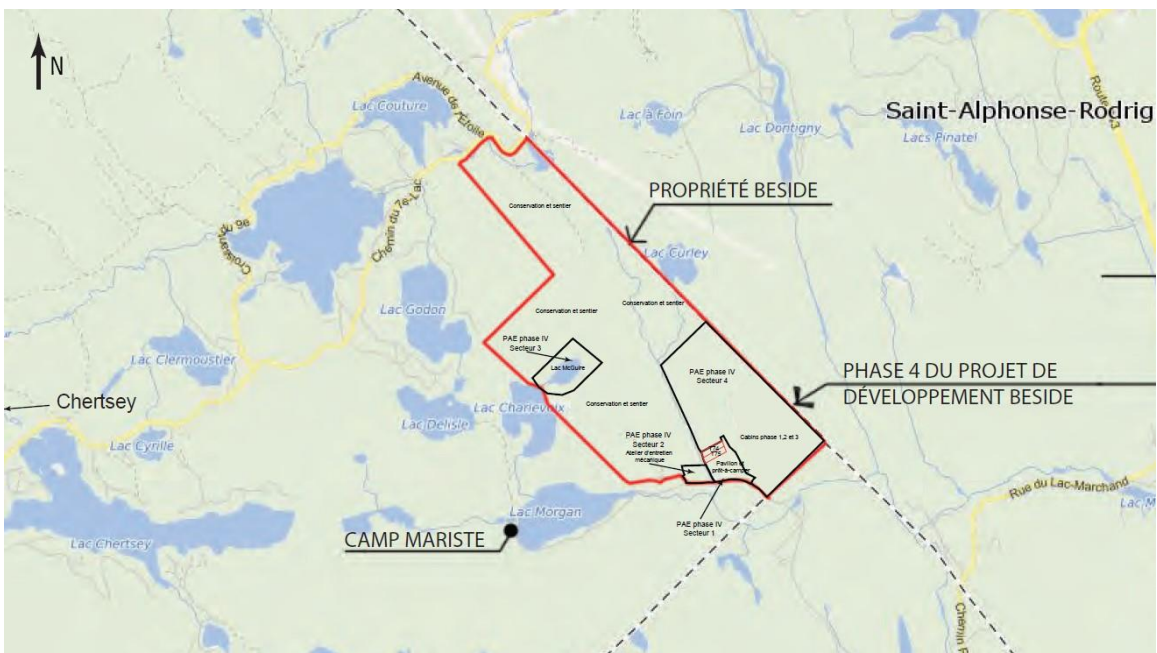 N
Avenue de l'Étoile
Lac Couture
Lac à Foin
Lac Dontigny
Saint-Alphonse-Rodrig
Lacs Pinatel
PROPRIÉTÉ BESIDE
Conservation et sentier
Croissant du 9e
Chemin du 7e-Lac
Lac Curley
Lac Godon
Conservation et sentier
Conservation et sentier
PAE phase IV
Secteur 3
Lac McGuire
Lac Clermoustier
PAE phase IV
Secteur 4
PHASE 4 DU PROJET DE
DÉVELOPPEMENT BESIDE
Chertsey
Lac Charlevoix
Conservation et sentier
Lac Delisle
Lac Cyrille
PAE phase IV
Secteur 2
Atelier d'entretien
mécanique
Cabins phase 1,2 et 3
Pavillon et
prêt-à-camper
Rue du Lac-Marchand
Lac M
Lac Morgan
CAMP MARISTE
PAE phase IV
Secteur 1
Lac Chertsey